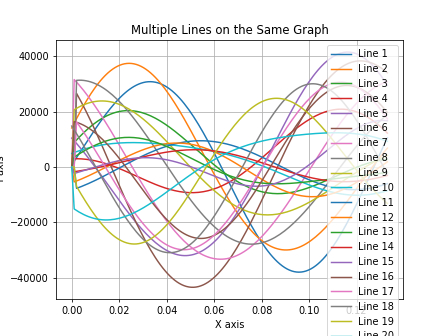 Multiple Lines on the Same Graph
40000
20000
0
−20000
−40000
0.00
0.02
0.04
0.06
0.08
0.10
X axis
Line 1
Line 2
Line 3
Line 4
Line 5
Line 6
Line 7
Line 8
Line 9
Line 10
Line 11
Line 12
Line 13
Line 14
Line 15
Line 16
Line 17
Line 18
Line 19